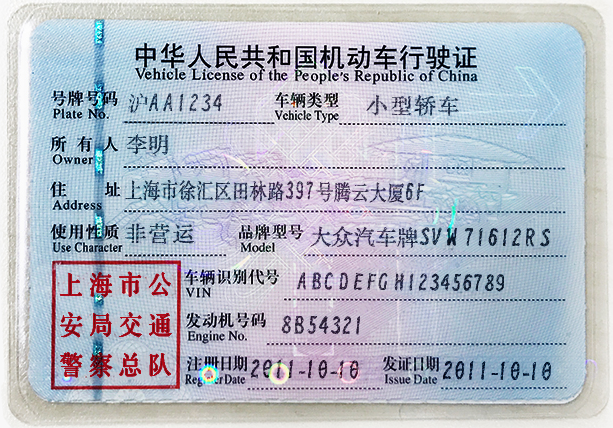 中华人民共和国机动车行驶证
Vehicle License of the People's Republic of China
号牌号码 沪AA1234 车辆类型 小型轿车
Plate No. Vehicle Type
所有人 李明
Owner
住址 上海市徐汇区田林路397号腾云大厦6F
Address
使用性质 非营运 品牌型号 大众汽车牌SVW71612RS
Use Character Model
上海市公
安局交通
警察总队
车辆识别代号 ABCDEFGH123456789
VIN
发动机号码 8B54321
Engine No.
注册日期 2011-10-10 发证日期 2011-10-10
Register Date Issue Date